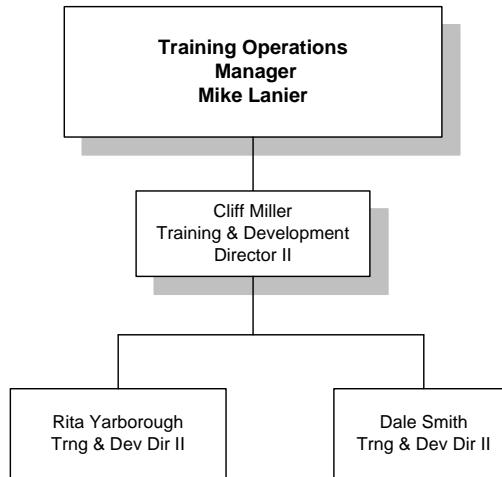 Training Operations
Manager
Mike Lanier
Cliff Miller
Training & Development
Director II
Rita Yarborough
Trng & Dev Dir II
Dale Smith
Trng & Dev Dir II